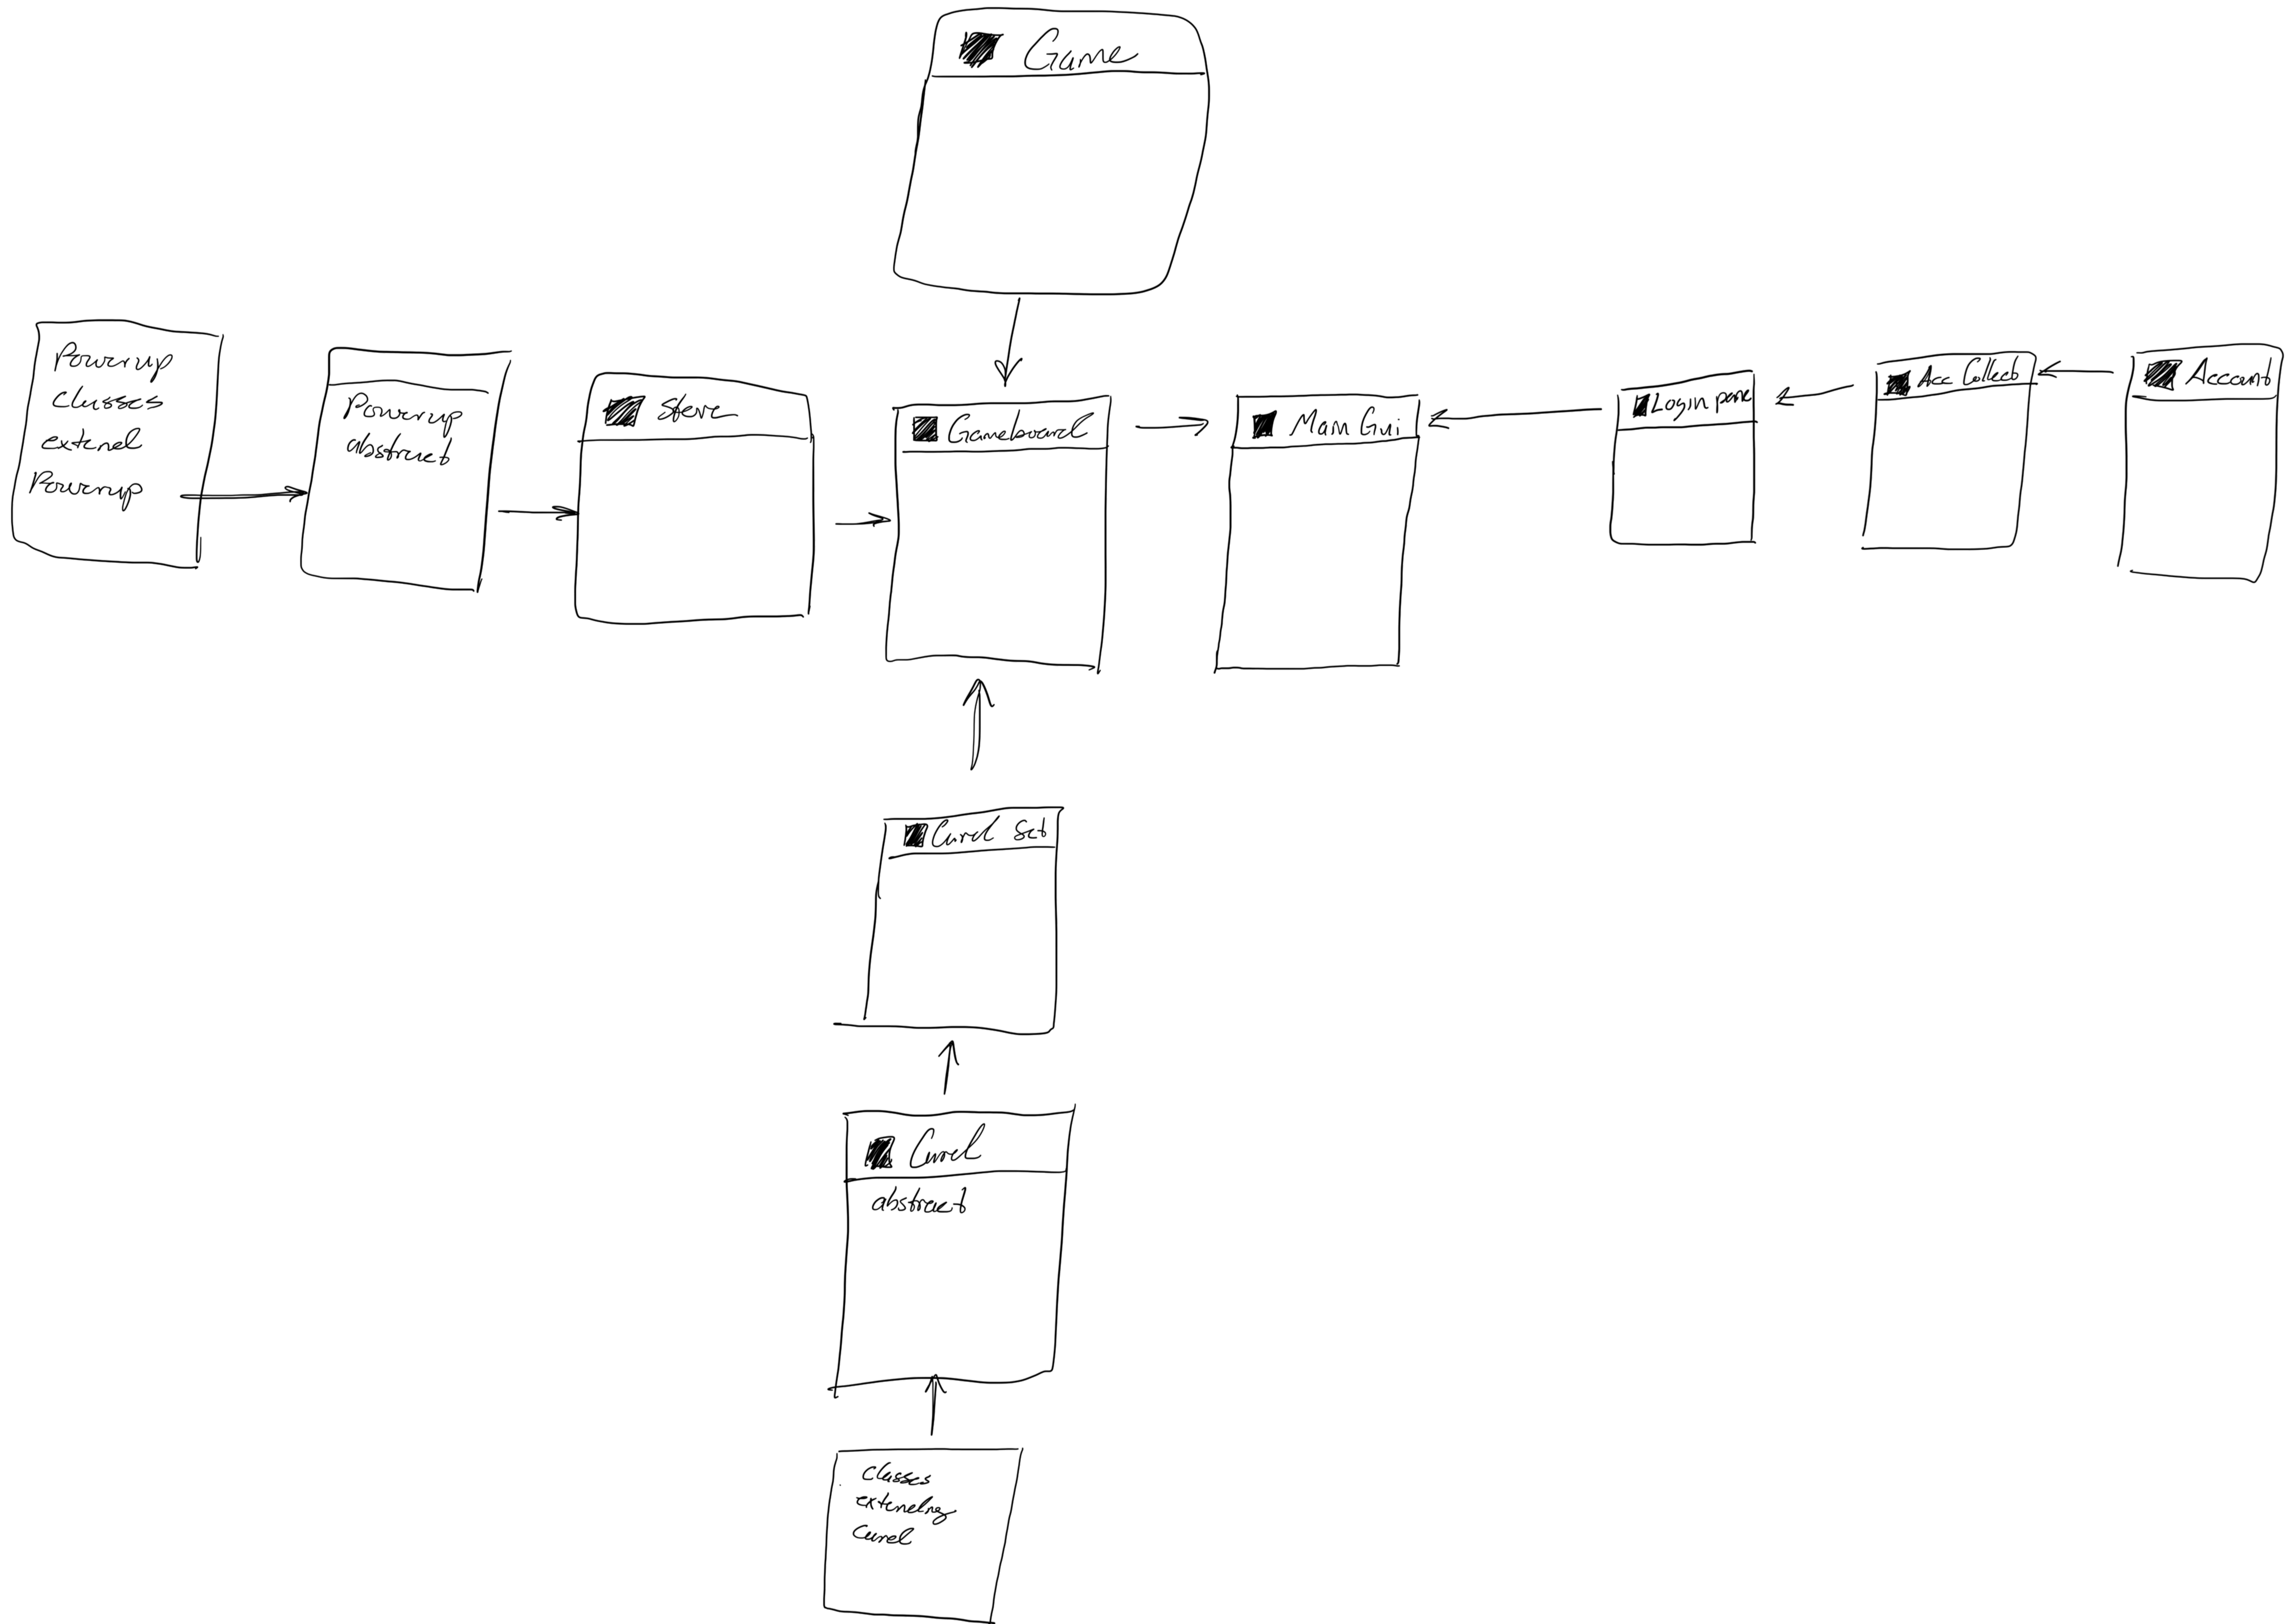 Game
Powerup
classes
extend
Powerup
Powerup
abstract
Steve
Gameboard
Main Gui
Login pane
Acc Collect
Account
Card Set
Card
abstract
classes
extending
Card